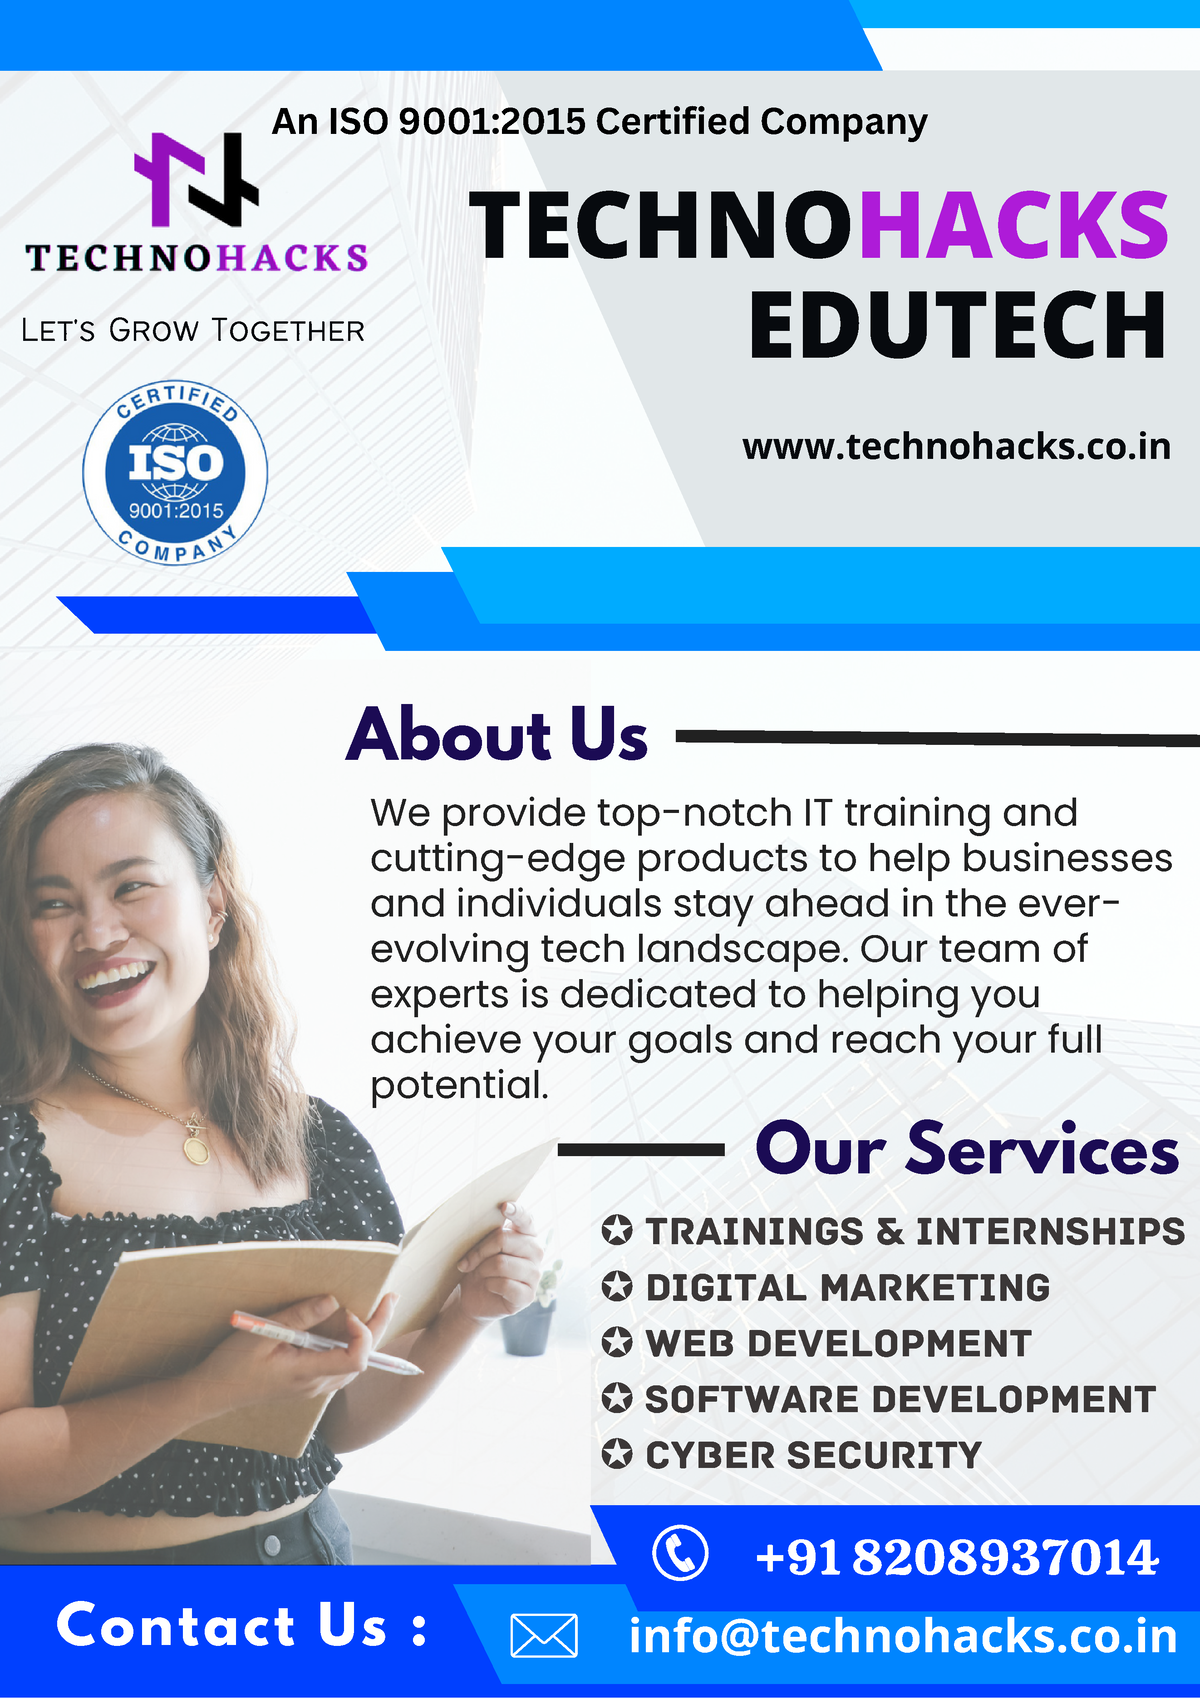 An ISO 9001:2015 Certified Company
TECHNOHACKS
LET'S GROW TOGETHER
CERTIFIED
ISO
9001:2015
COMPANY
TECHNOHACKS
EDUTECH
www.technohacks.co.in
About Us
We provide top-notch IT training and
cutting-edge products to help businesses
and individuals stay ahead in the ever-
evolving tech landscape. Our team of
experts is dedicated to helping you
achieve your goals and reach your full
potential.
Our Services
✪ TRAININGS & INTERNSHIPS
✪ DIGITAL MARKETING
✪ WEB DEVELOPMENT
✪ SOFTWARE DEVELOPMENT
✪ CYBER SECURITY
+91 8208937014
Contact Us :
info@technohacks.co.in